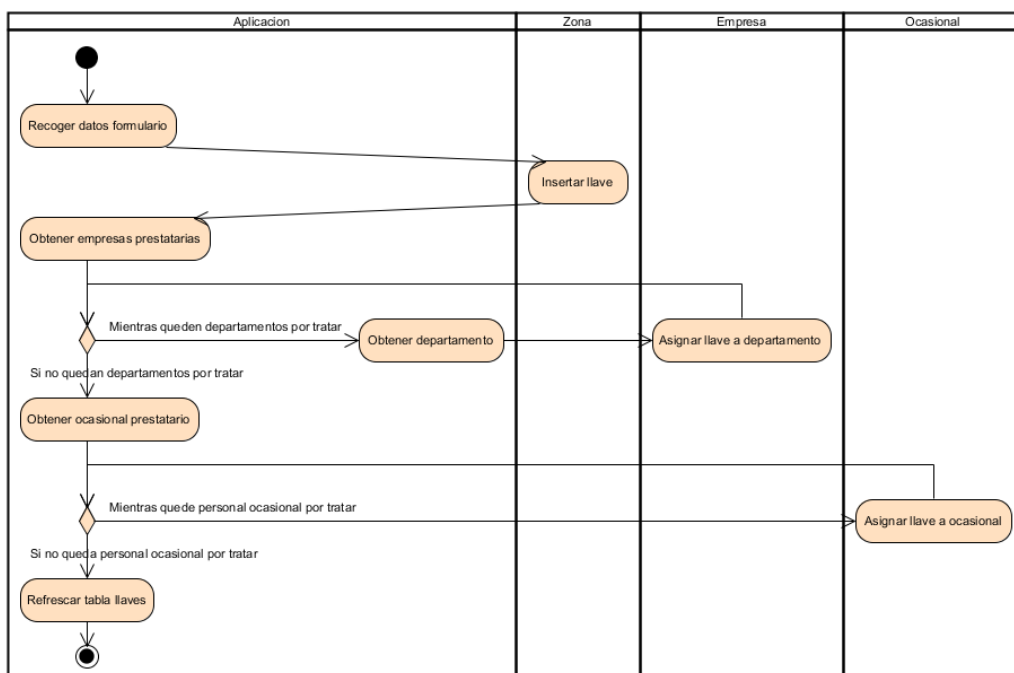 Aplicacion
Zona
Empresa
Ocasional
Recoger datos formulario
Insertar llave
Obtener empresas prestatarias
Mientras queden departamentos por tratar
Obtener departamento
Asignar llave a departamento
Si no quedan departamentos por tratar
Obtener ocasional prestatario
Mientras quede personal ocasional por tratar
Asignar llave a ocasional
Si no queda personal ocasional por tratar
Refrescar tabla llaves